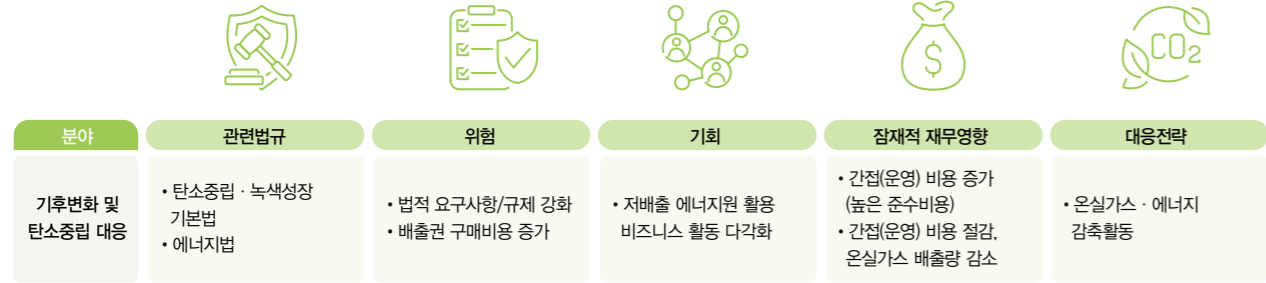 CO2
분야
관련법규
위험
기회
잠재적 재무영향
대응전략
기후변화 및
탄소중립 대응
• 탄소중립 · 녹색성장
기본법
• 에너지법
• 법적 요구사항/규제 강화
• 배출권 구매비용 증가
• 저배출 에너지원 활용
비즈니스 활동 다각화
• 간접(운영) 비용 증가
(높은 준수비용)
• 간접(운영) 비용 절감,
온실가스 배출량 감소
• 온실가스 · 에너지
감축활동